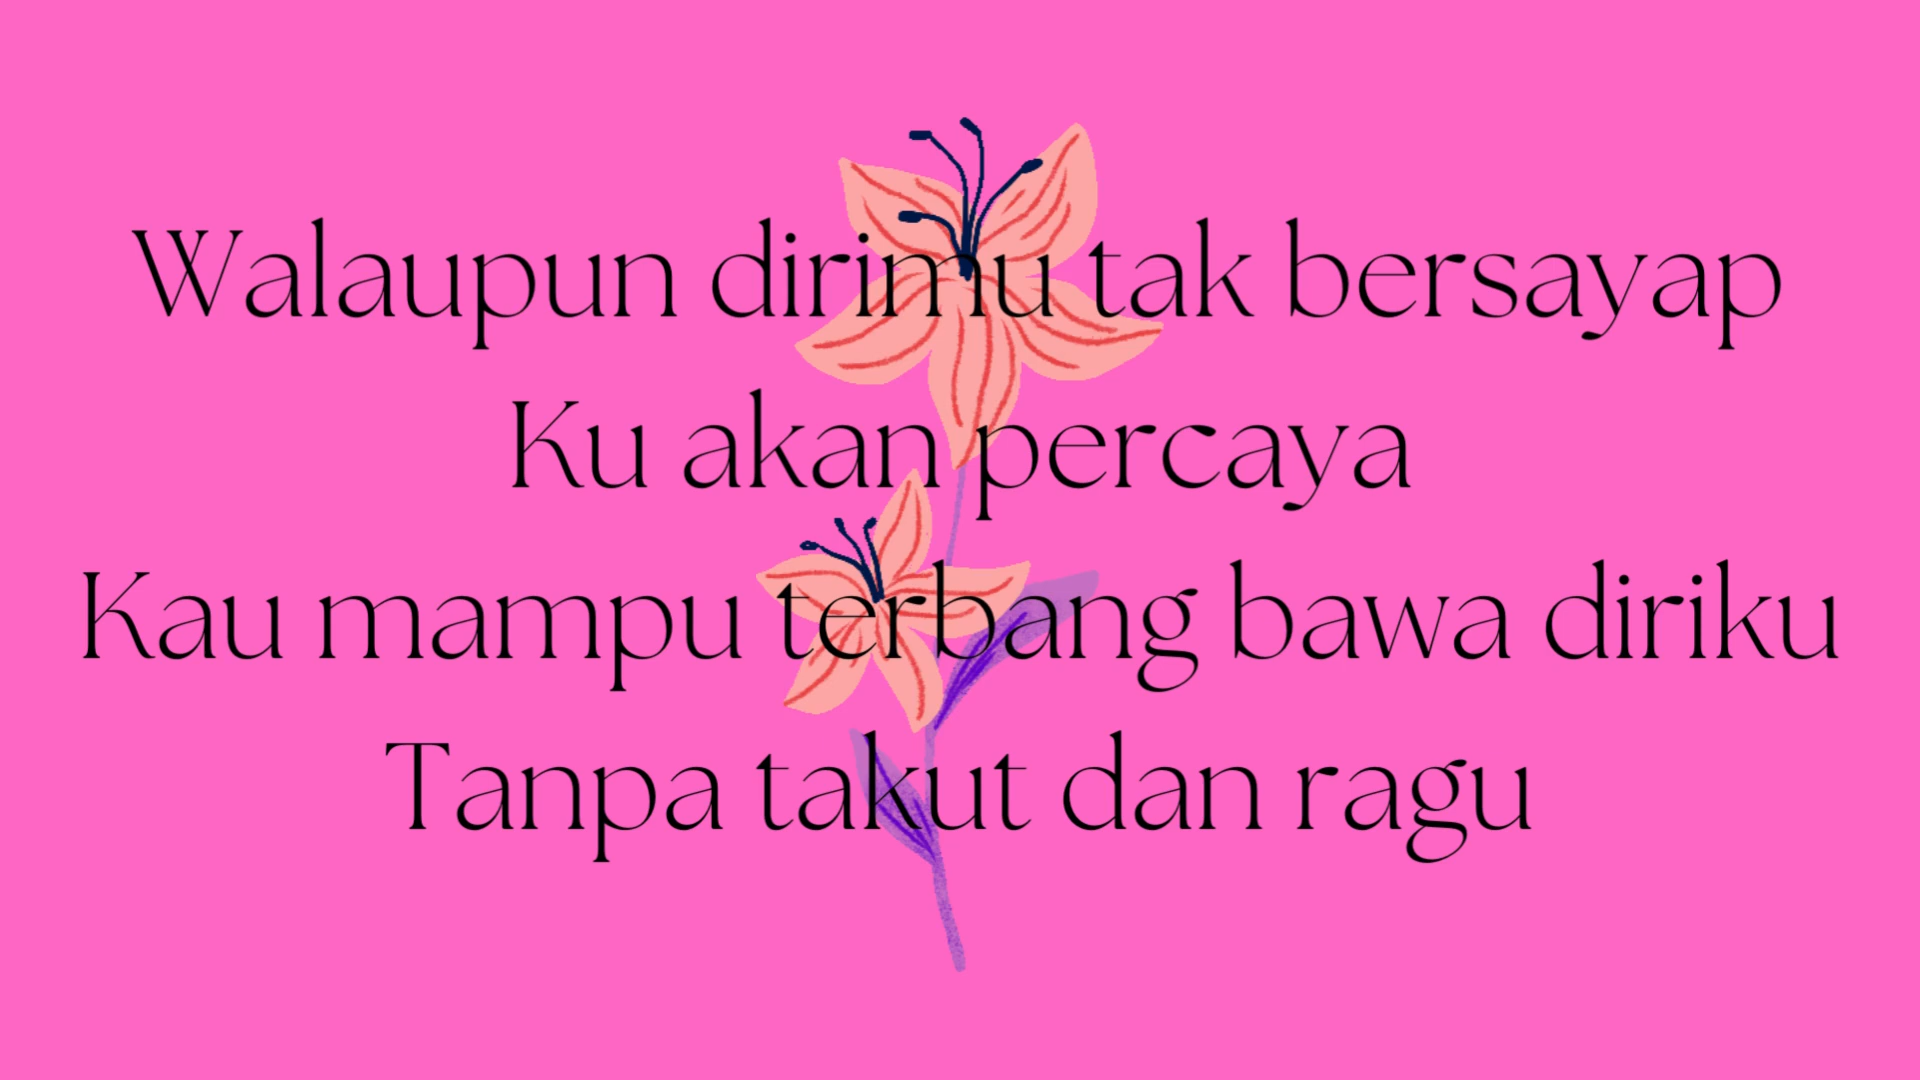 Walaupun dirimu tak bersayap
Ku akan percaya
Kau mampu terbang bawa diriku
Tanpa takut dan ragu